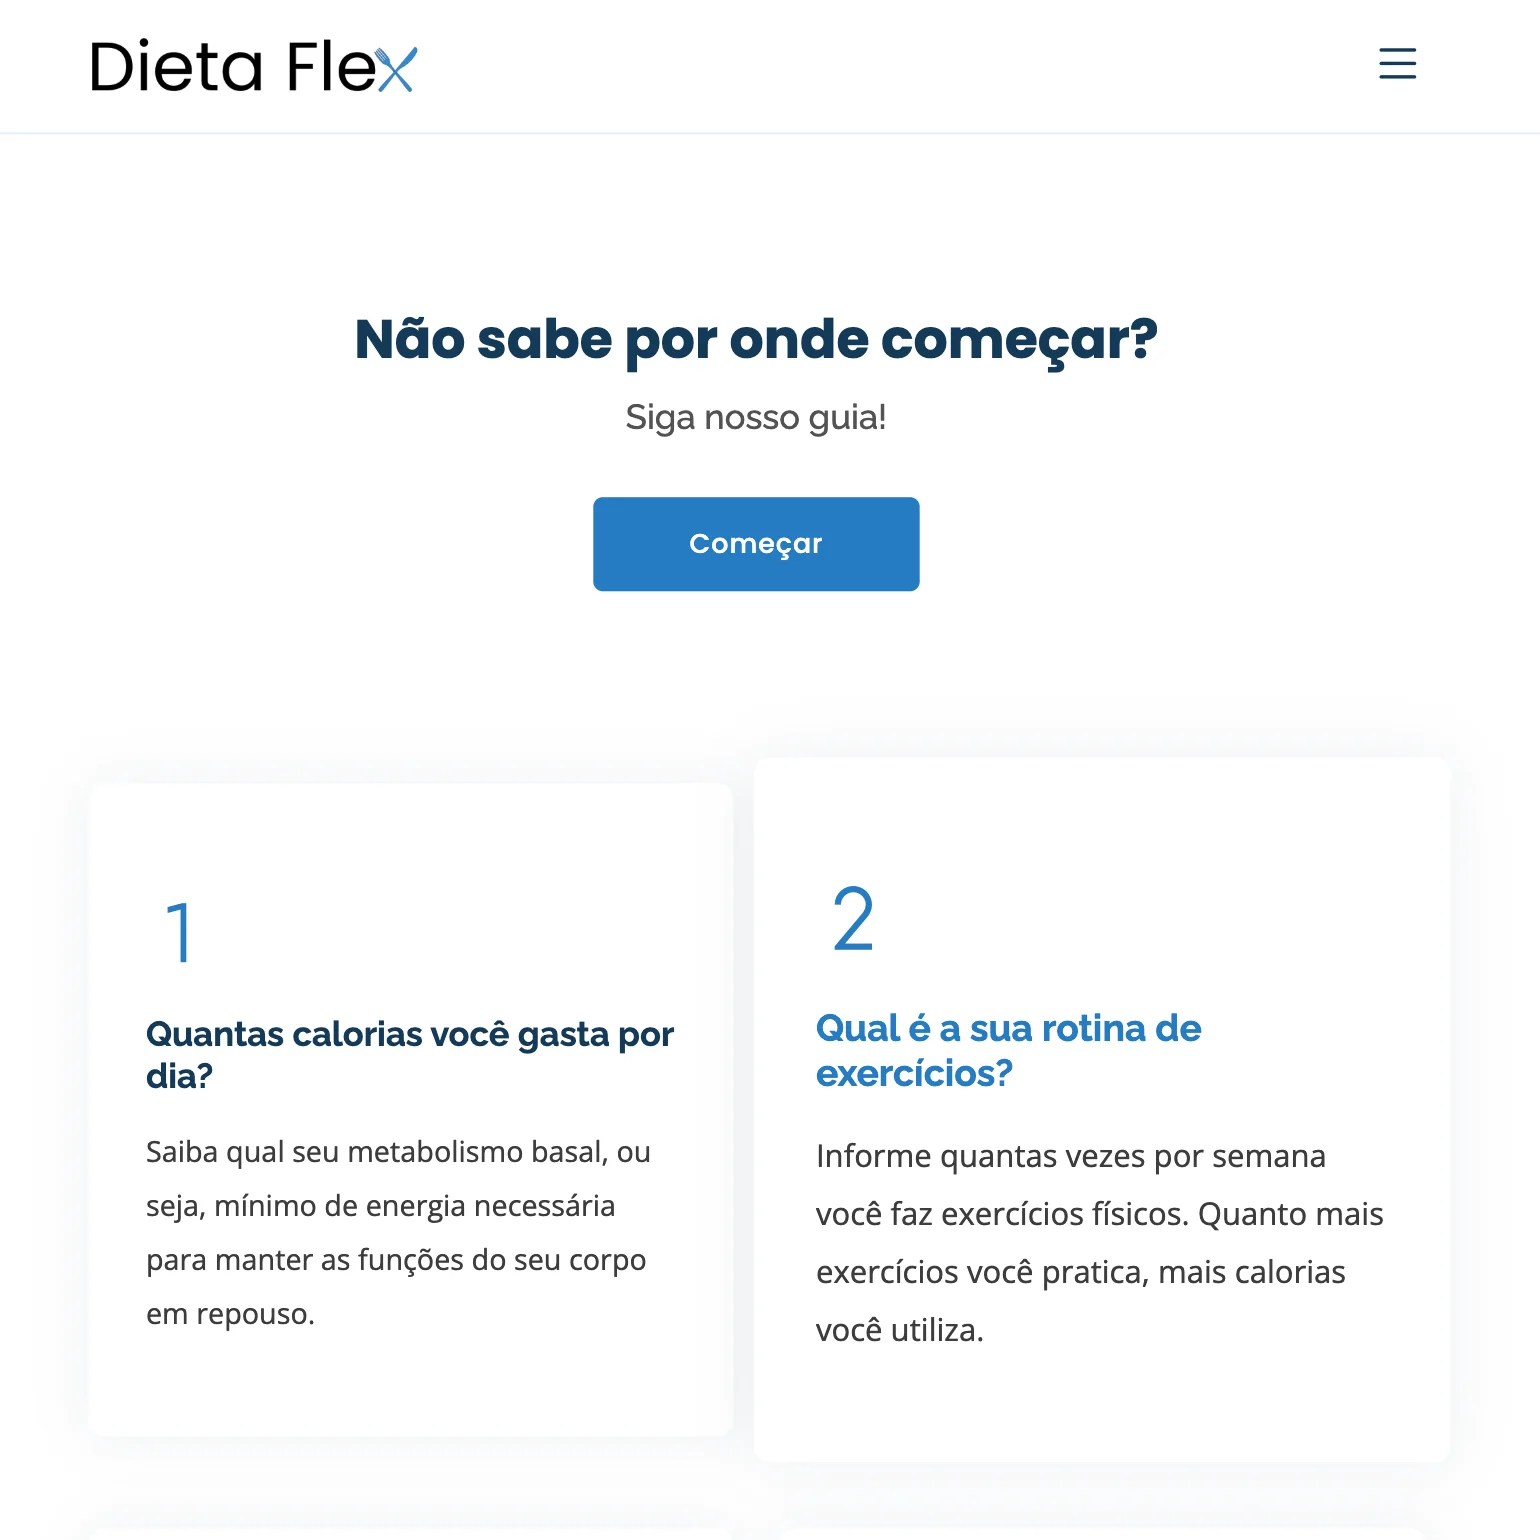 Dieta Flex
Não sabe por onde começar?
Siga nosso guia!
Começar
1
Quantas calorias você gasta por
dia?
Saiba qual seu metabolismo basal, ou
seja, mínimo de energia necessária
para manter as funções do seu corpo
em repouso.
2
Qual é a sua rotina de
exercícios?
Informe quantas vezes por semana
você faz exercícios físicos. Quanto mais
exercícios você pratica, mais calorias
você utiliza.